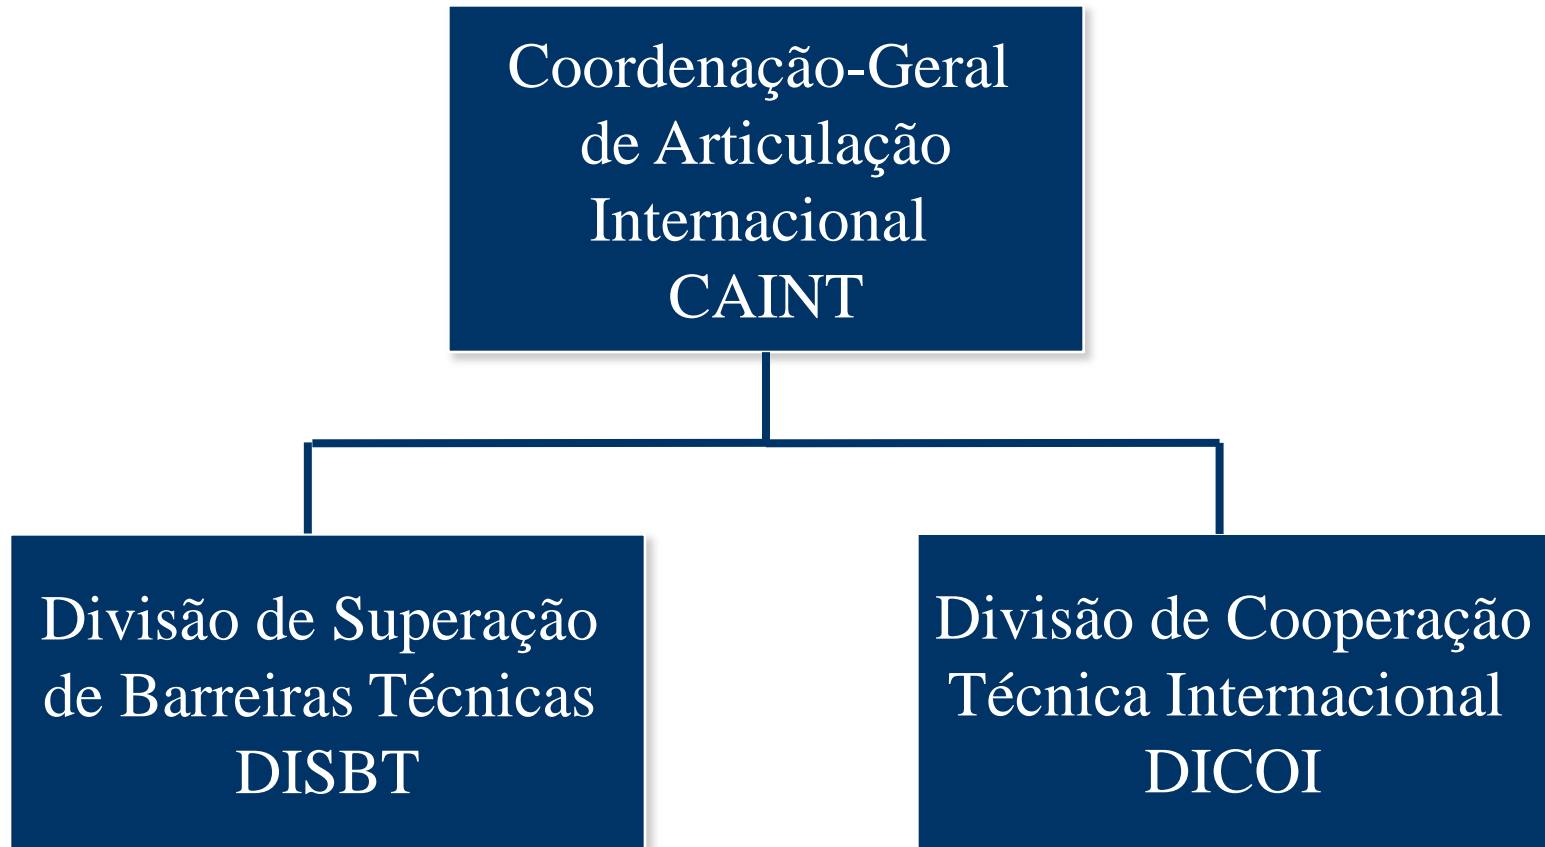 Coordenação-Geral
de Articulação
Internacional
CAINT
Divisão de Superação
de Barreiras Técnicas
DISBT
Divisão de Cooperação
Técnica Internacional
DICOI